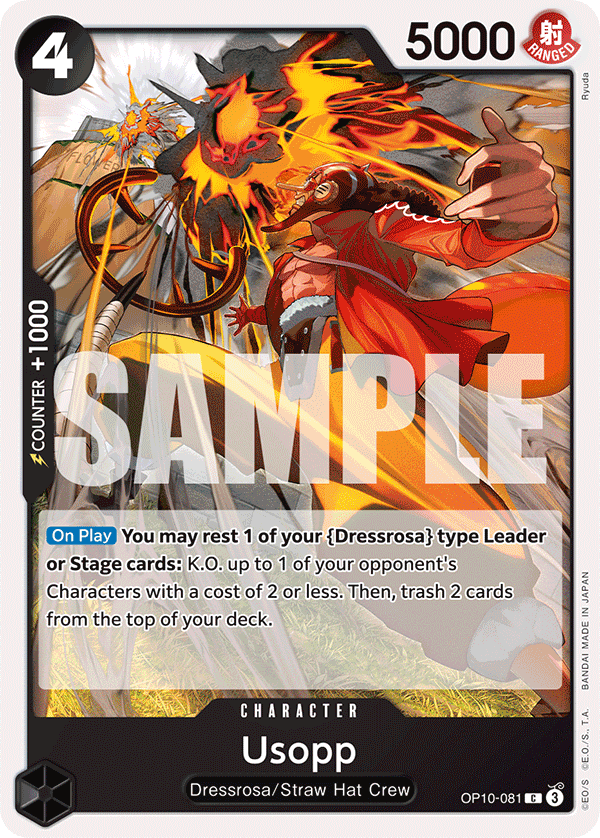 4
5000
射
RANGED
Ryuda
FLOWER
COUNTER +1000
SAMPLE
On Play You may rest 1 of your {Dressrosa} type Leader
or Stage cards: K.O. up to 1 of your opponent's
Characters with a cost of 2 or less. Then, trash 2 cards
from the top of your deck.
CHARACTER
Usopp
Dressrosa/Straw Hat Crew
OP10-081 C 3
©EO/S ©E.O./S., T.A. BANDAI MADE IN JAPAN